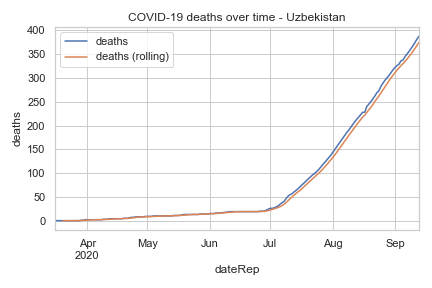 COVID-19 deaths over time - Uzbekistan
deaths
deaths (rolling)
400
350
300
250
200
150
100
50
0
deaths
Apr
2020
May
Jun
Jul
Aug
Sep
dateRep